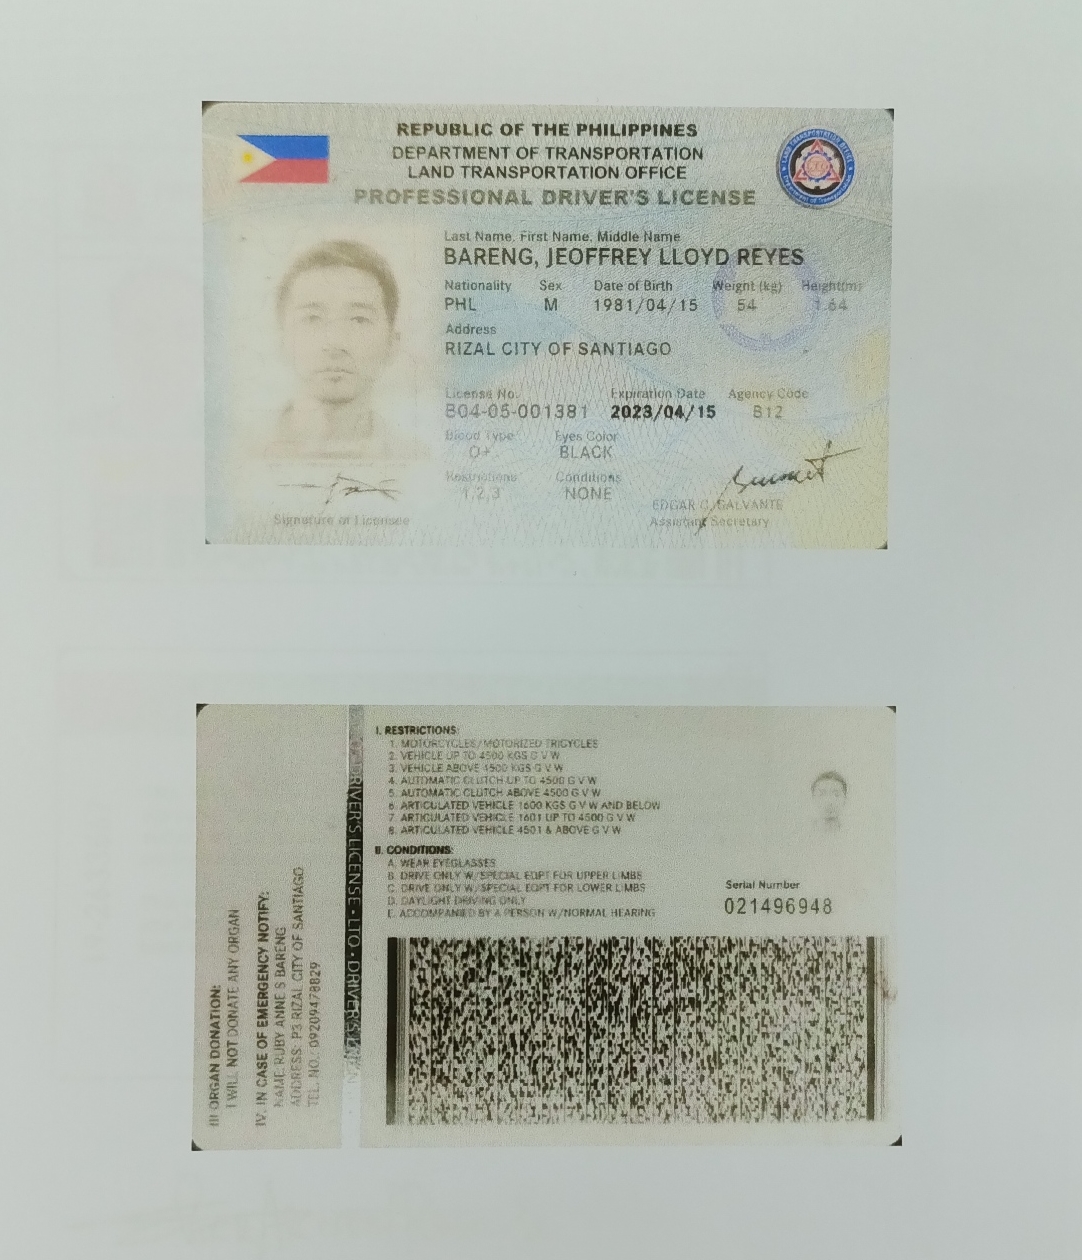 REPUBLIC OF THE PHILIPPINES
DEPARTMENT OF TRANSPORTATION
LAND TRANSPORTATION OFFICE
PROFESSIONAL DRIVER'S LICENSE
Last Name, First Name, Middle Name
BARENG, JEOFFREY LLOYD REYES
Nationality Sex Date of Birth Weight (kg) Height(m)
PHL M 1981/04/15 54 1.64
Address
RIZAL CITY OF SANTIAGO
License No. Expiration Date Agency Code
B04-05-001381 2023/04/15 B12
Blood Type Eyes Color
O+ BLACK
Restrictions Conditions
1,2,3 NONE
EDGAR C. GALVANTE
Signature of Licensee Assistant Secretary
I. RESTRICTIONS:
1. MOTORCYCLES/MOTORIZED TRICYCLES
2. VEHICLE UP TO 4500 KGS G V W
3. VEHICLE ABOVE 4500 KGS G V W
4. AUTOMATIC CLUTCH UP TO 4500 G V W
5. AUTOMATIC CLUTCH ABOVE 4500 G V W
6. ARTICULATED VEHICLE 1600 KGS G V W AND BELOW
7. ARTICULATED VEHICLE 1601 UP TO 4500 G V W
8. ARTICULATED VEHICLE 4501 & ABOVE G V W
II. CONDITIONS:
A. WEAR EYEGLASSES
B. DRIVE ONLY W/SPECIAL EQPT FOR UPPER LIMBS
C. DRIVE ONLY W/SPECIAL EQPT FOR LOWER LIMBS
D. DAYLIGHT DRIVING ONLY
E. ACCOMPANIED BY A PERSON W/NORMAL HEARING
Serial Number
021496948
III ORGAN DONATION:
I WILL NOT DONATE ANY ORGAN
IV. IN CASE OF EMERGENCY NOTIFY:
NAME: RUBY ANNE S BARENG
ADDRESS: P3 RIZAL CITY OF SANTIAGO
TEL. NO.: 09209478829
DRIVER'S LICENSE • LTO • DRIVER'S